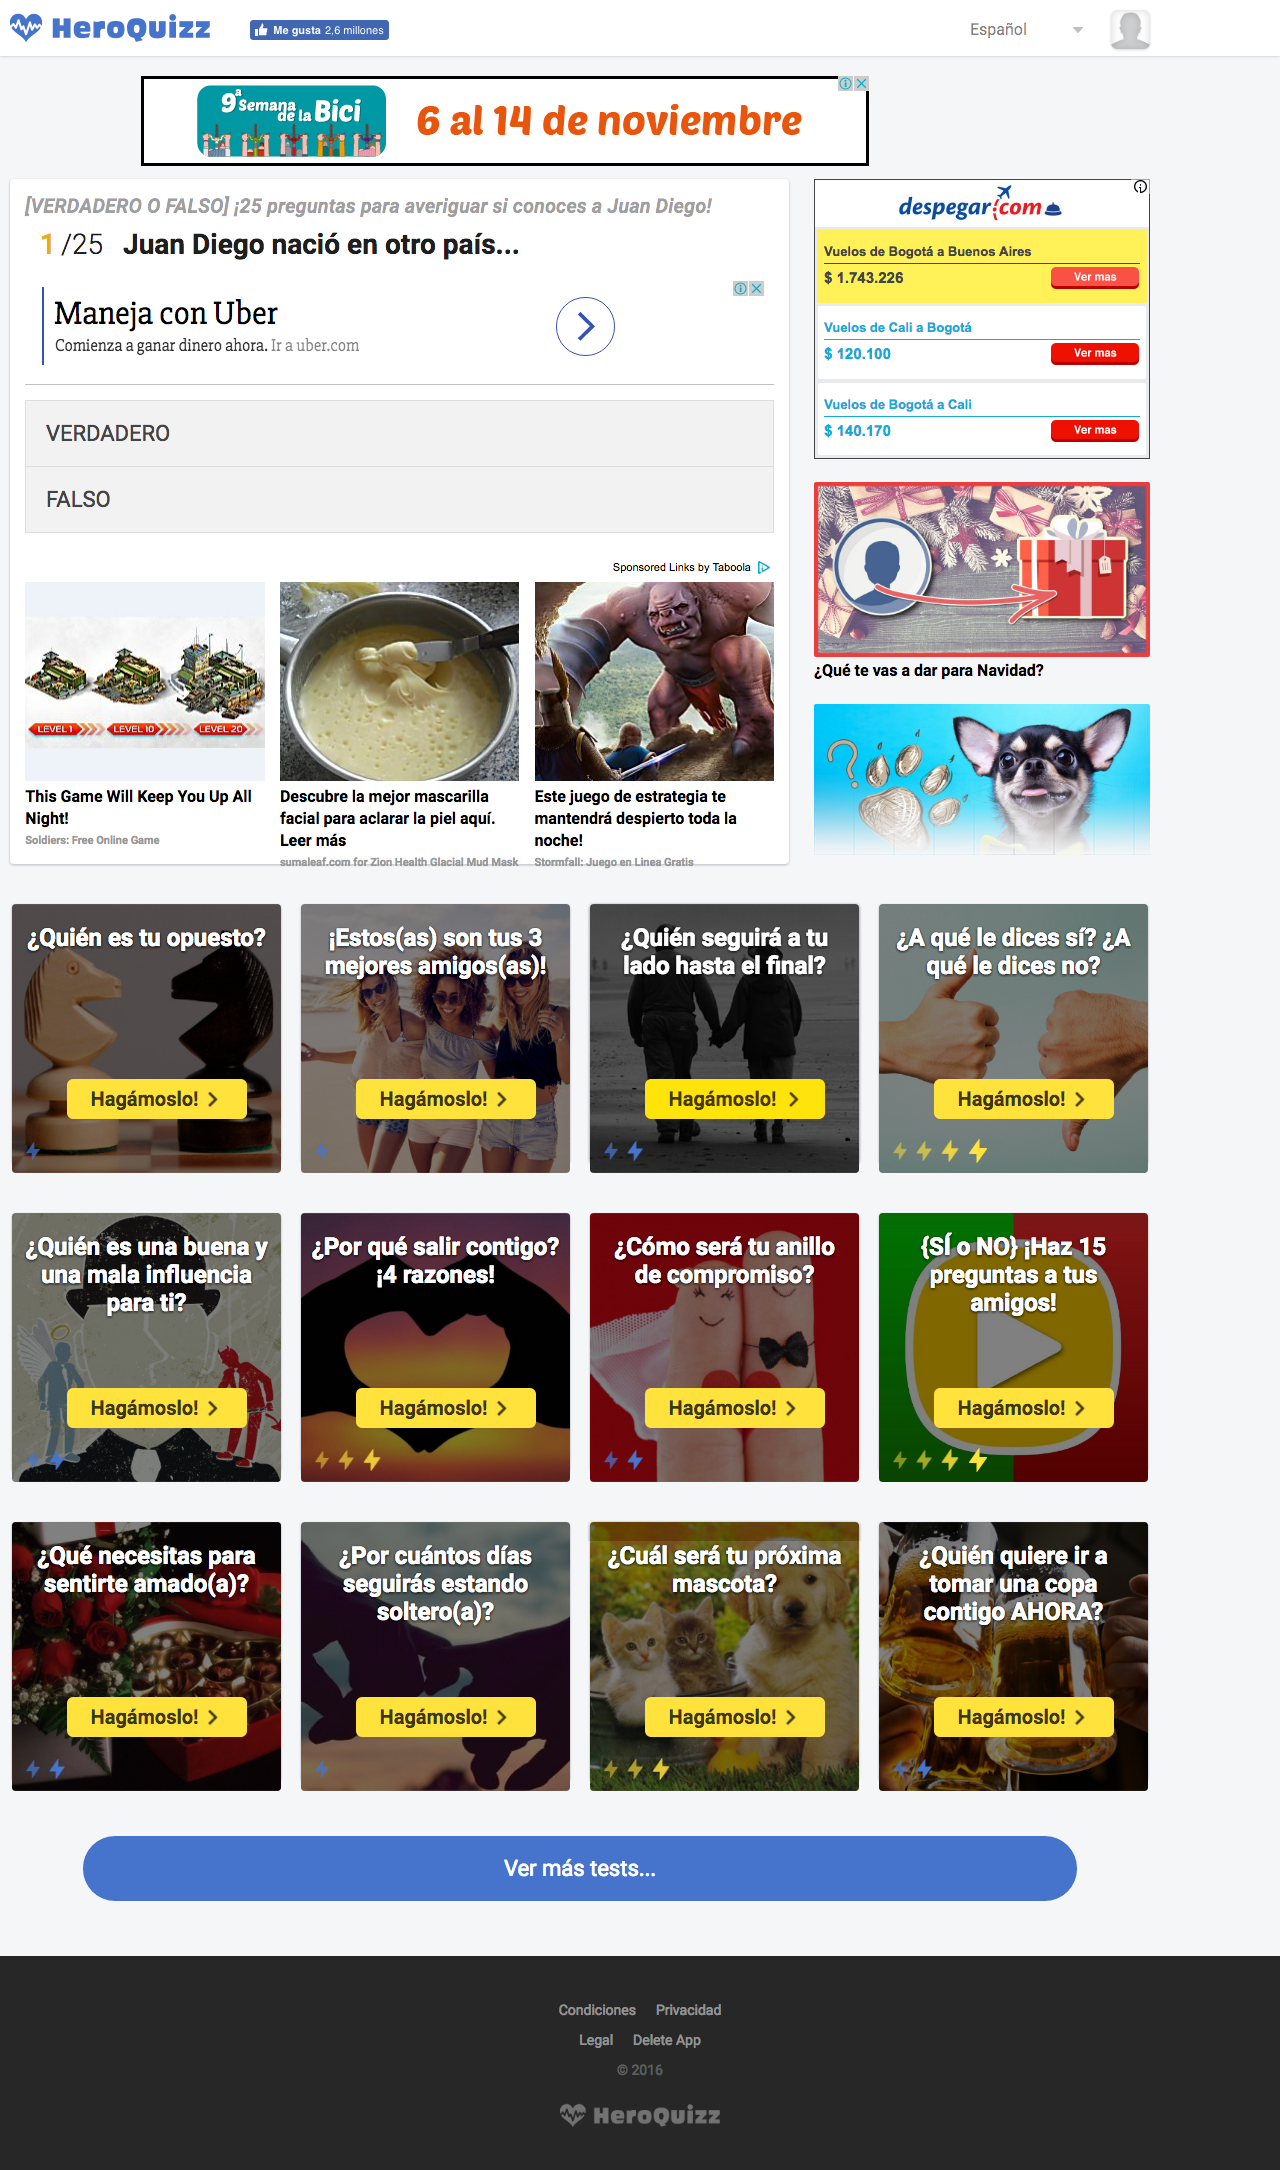 HeroQuizz
Me gusta 2,6 millones
Español
9ª Semana de la Bici
6 al 14 de noviembre
[VERDADERO O FALSO] ¡25 preguntas para averiguar si conoces a Juan Diego!
1 /25 Juan Diego nació en otro país...
Maneja con Uber
Comienza a ganar dinero ahora. Ir a uber.com
VERDADERO
FALSO
despegar.com
Vuelos de Bogotá a Buenos Aires
$ 1.743.226
Ver mas
Vuelos de Cali a Bogotá
$ 120.100
Ver mas
Vuelos de Bogotá a Cali
$ 140.170
Ver mas
¿Qué te vas a dar para Navidad?
Sponsored Links by Taboola
LEVEL 1 LEVEL 10 LEVEL 20
This Game Will Keep You Up All
Night!
Soldiers: Free Online Game
Descubre la mejor mascarilla
facial para aclarar la piel aquí.
Leer más
sumaleaf.com for Zion Health Glacial Mud Mask
Este juego de estrategia te
mantendrá despierto toda la
noche!
Stormfall: Juego en Linea Gratis
¿Quién es tu opuesto?
Hagámoslo!
¡Estos(as) son tus 3
mejores amigos(as)!
Hagámoslo!
¿Quién seguirá a tu
lado hasta el final?
Hagámoslo!
¿A qué le dices sí? ¿A
qué le dices no?
Hagámoslo!
¿Quién es una buena y
una mala influencia
para ti?
Hagámoslo!
¿Por qué salir contigo?
¡4 razones!
Hagámoslo!
¿Cómo será tu anillo
de compromiso?
Hagámoslo!
{SÍ o NO} ¡Haz 15
preguntas a tus
amigos!
Hagámoslo!
¿Qué necesitas para
sentirte amado(a)?
Hagámoslo!
¿Por cuántos días
seguirás estando
soltero(a)?
Hagámoslo!
¿Cuál será tu próxima
mascota?
Hagámoslo!
¿Quién quiere ir a
tomar una copa
contigo AHORA?
Hagámoslo!
Ver más tests...
Condiciones Privacidad
Legal Delete App
© 2016
HeroQuizz